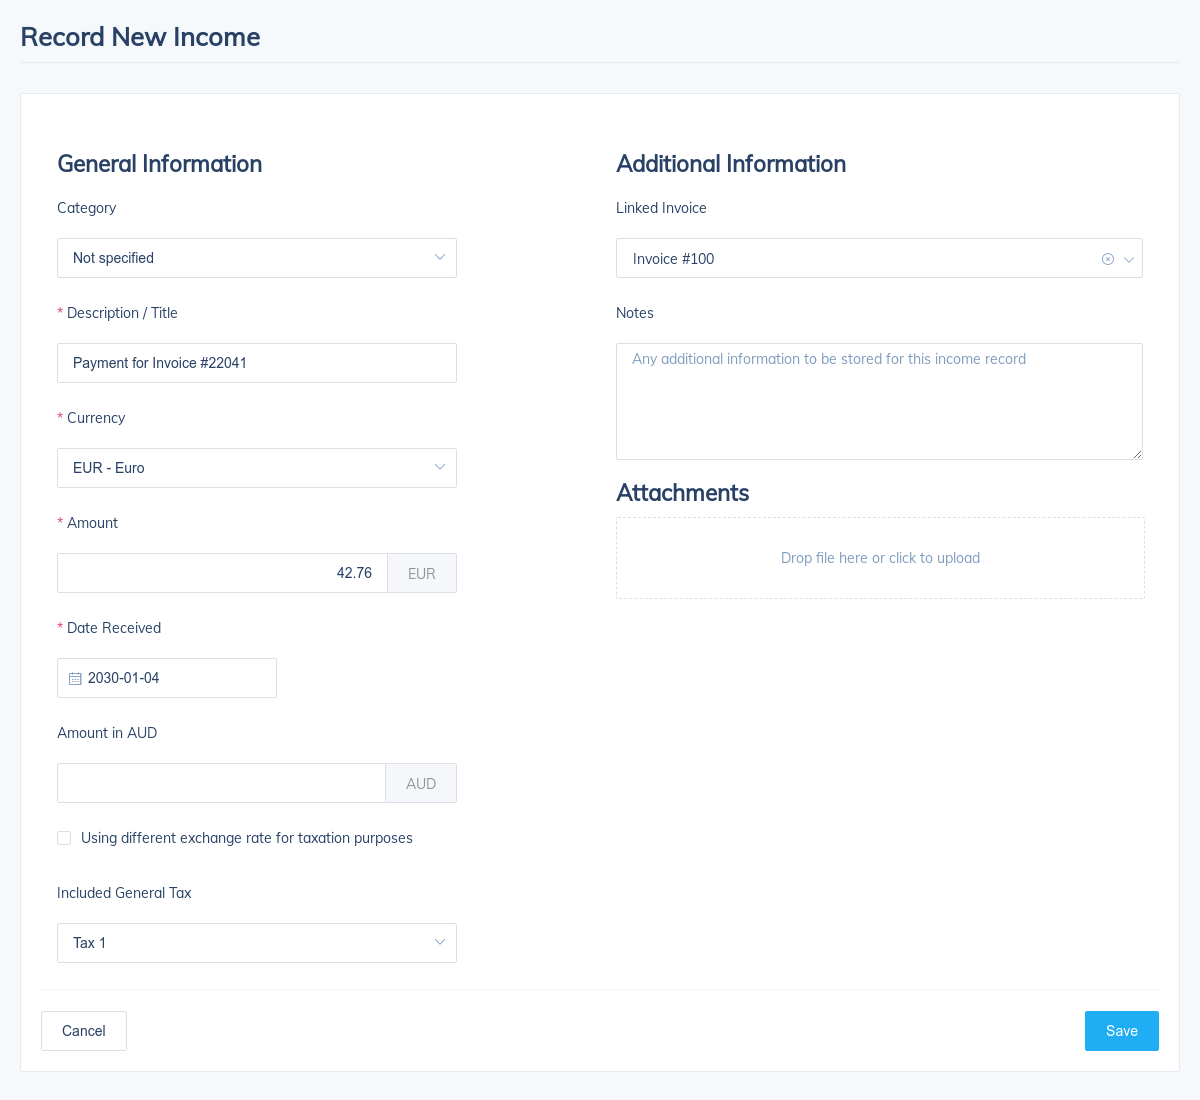 Record New Income
General Information
Category
Not specified
* Description / Title
Payment for Invoice #22041
* Currency
EUR - Euro
* Amount
42.76 EUR
* Date Received
2030-01-04
Amount in AUD
AUD
Using different exchange rate for taxation purposes
Included General Tax
Tax 1
Additional Information
Linked Invoice
Invoice #100
Notes
Any additional information to be stored for this income record
Attachments
Drop file here or click to upload
Cancel
Save